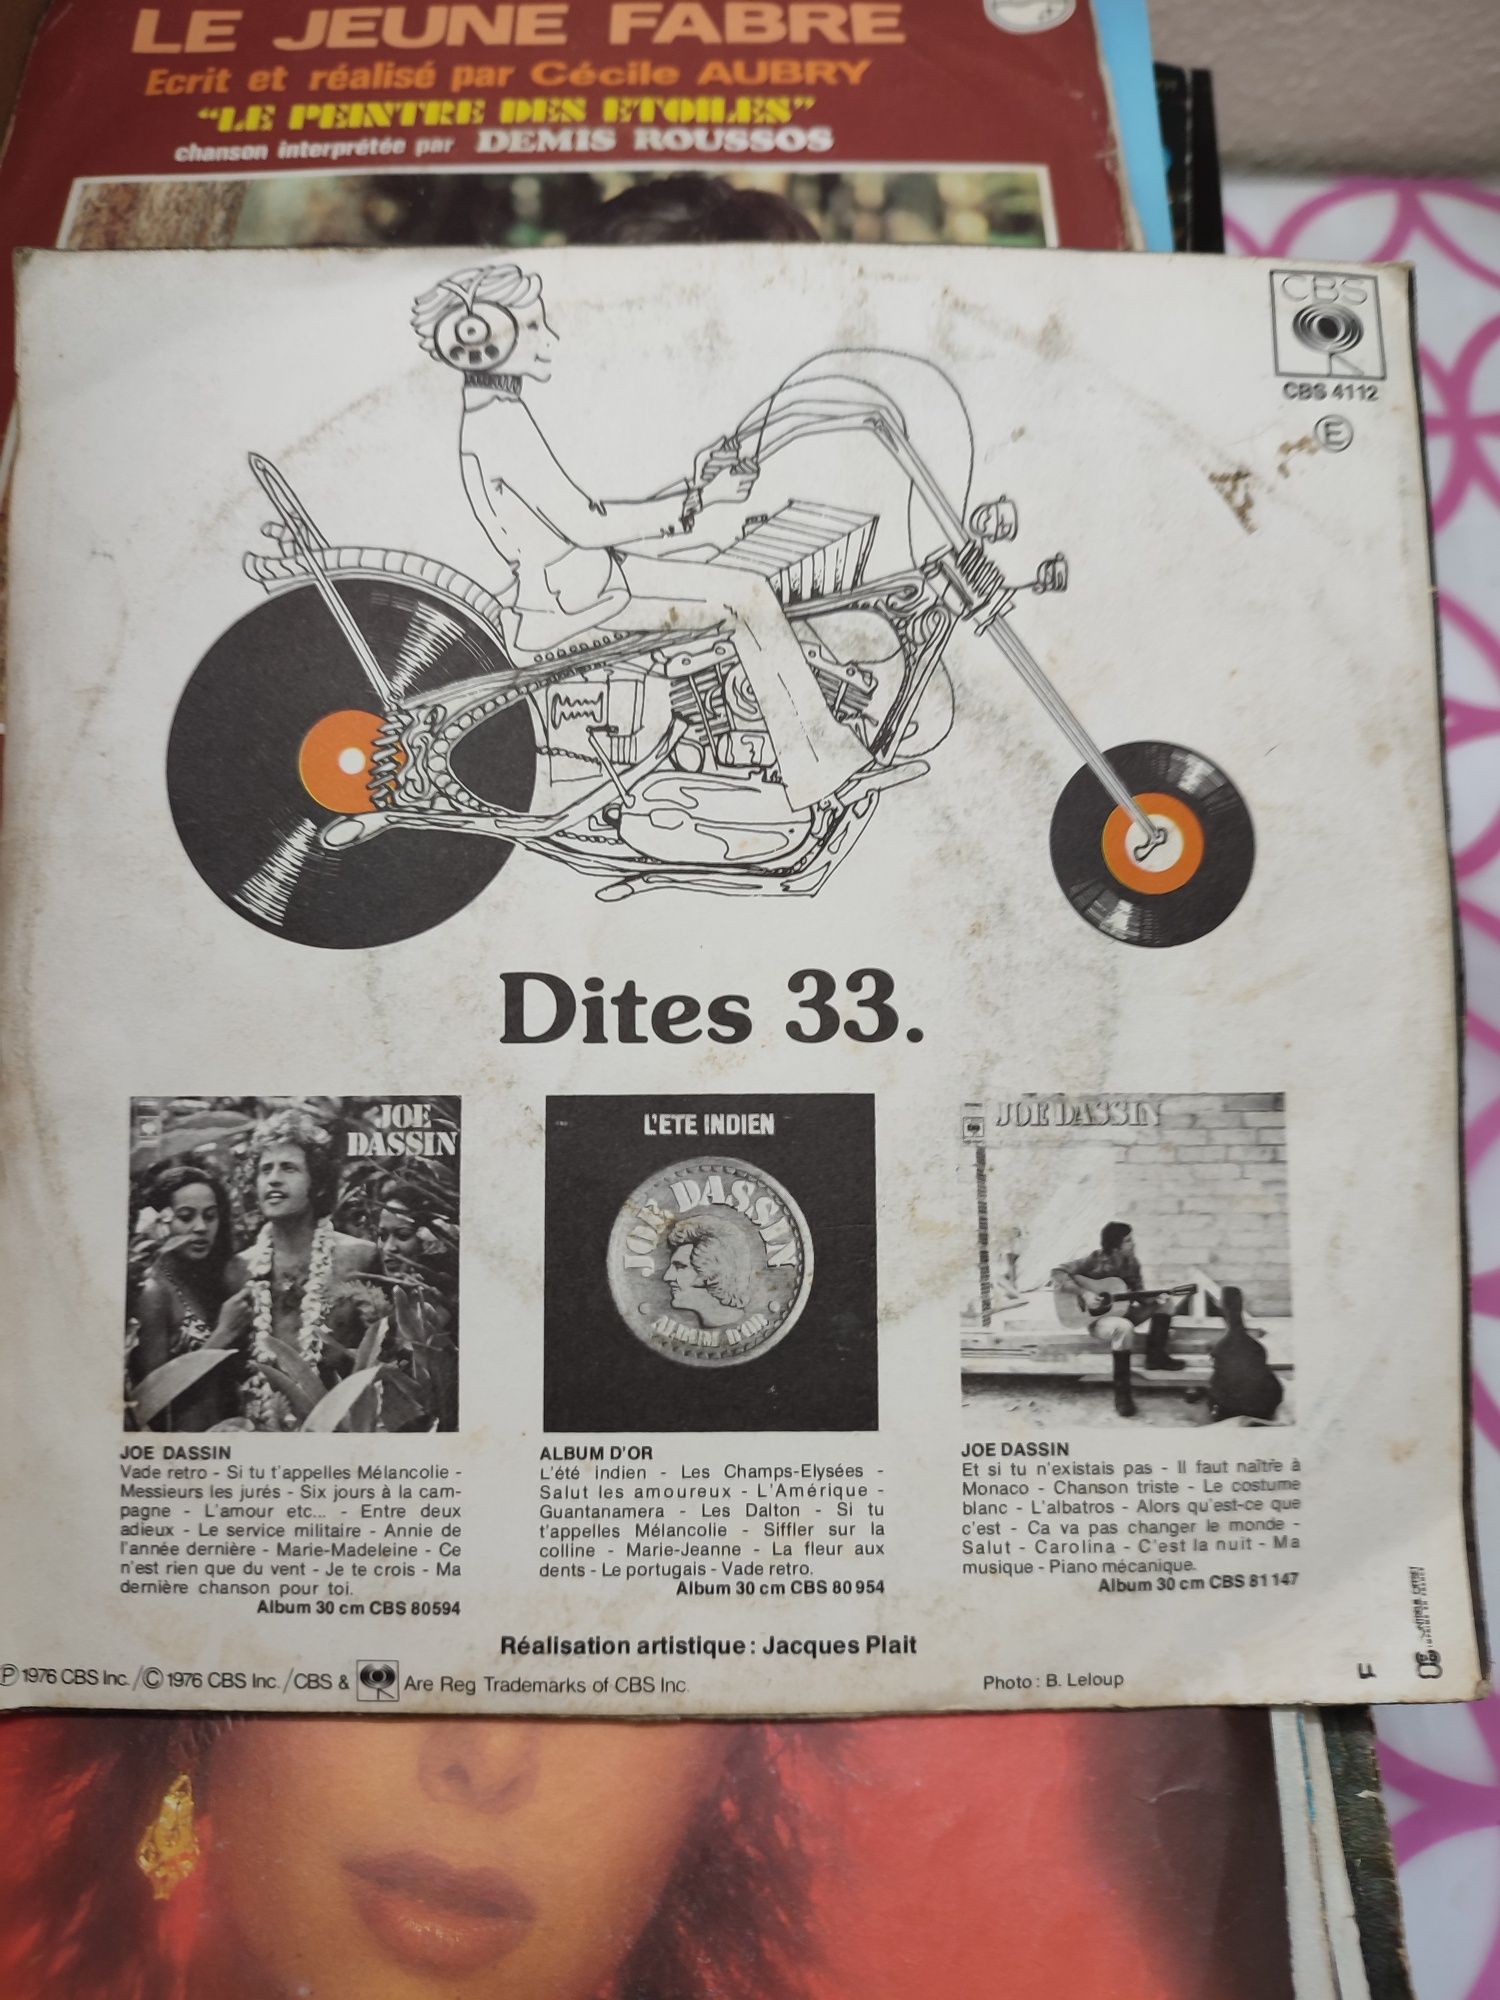 LE JEUNE FABRE
Ecrit et réalisé par Cécile AUBRY
"LE PEINTRE DES ETOILES"
chanson interprétée par DEMIS ROUSSOS
CBS
CBS 4112
E
Dites 33.
JOE
DASSIN
JOE DASSIN
Vade retro - Si tu t'appelles Mélancolie -
Messieurs les jurés - Six jours à la cam-
pagne - L'amour etc... - Entre deux
adieux - Le service militaire - Annie de
l'année dernière - Marie-Madeleine - Ce
n'est rien que du vent - Je te crois - Ma
dernière chanson pour toi.
Album 30 cm CBS 80594
L'ETE INDIEN
JOE DASSIN
ALBUM D'OR
ALBUM D'OR
L'été indien - Les Champs-Elysées -
Salut les amoureux - L'Amérique -
Guantanamera - Les Dalton - Si tu
t'appelles Mélancolie - Siffler sur la
colline - Marie-Jeanne - La fleur aux
dents - Le portugais - Vade retro.
Album 30 cm CBS 80954
JOE DASSIN
JOE DASSIN
Et si tu n'existais pas - Il faut naître à
Monaco - Chanson triste - Le costume
blanc - L'albatros - Alors qu'est-ce que
c'est - Ca va pas changer le monde -
Salut - Carolina - C'est la nuit - Ma
musique - Piano mécanique.
Album 30 cm CBS 81147
Réalisation artistique : Jacques Plait
Ⓟ 1976 CBS Inc./© 1976 CBS Inc./CBS & Are Reg Trademarks of CBS Inc.
Photo : B. Leloup